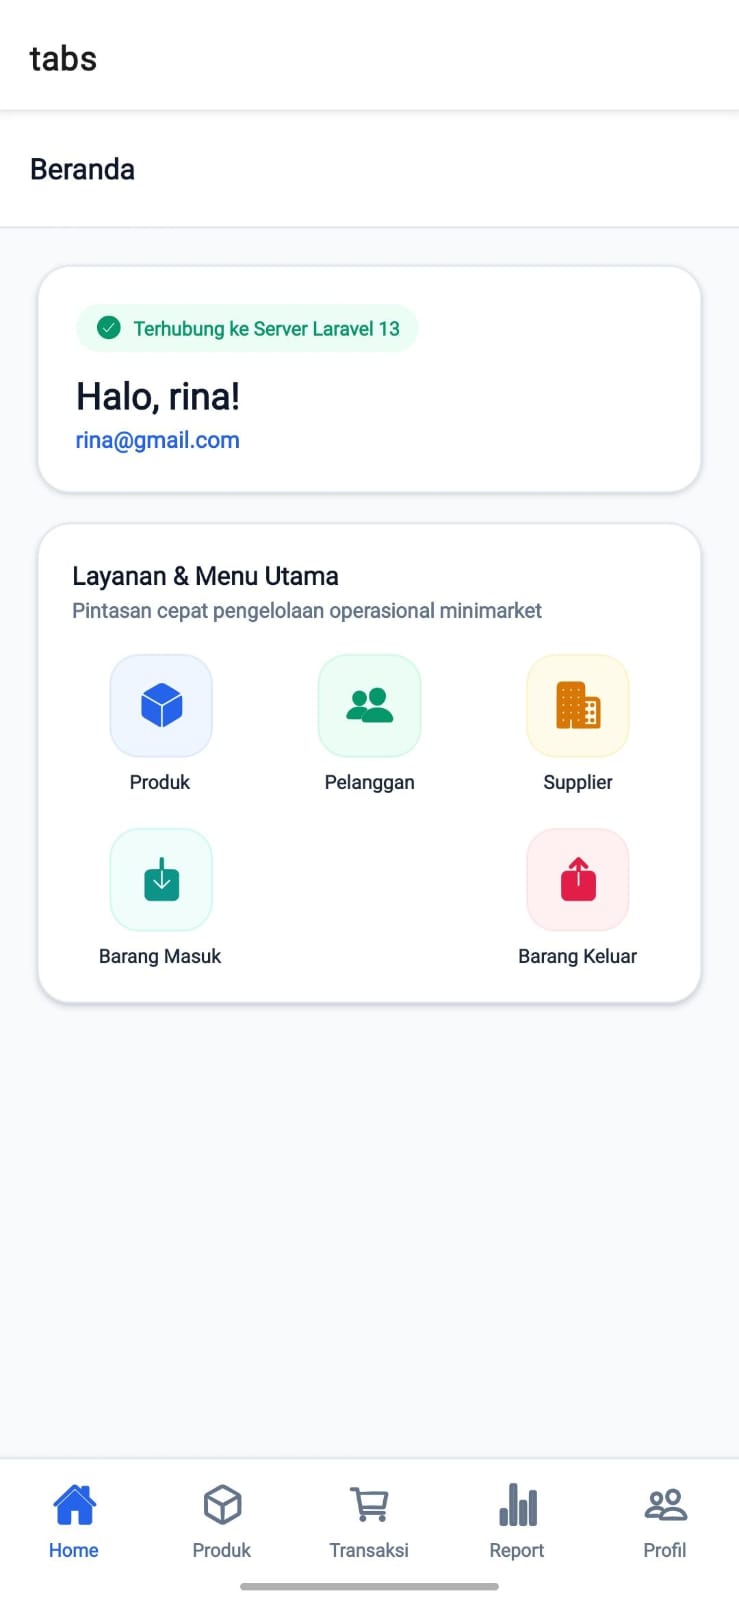 tabs
Beranda
Terhubung ke Server Laravel 13
Halo, rina!
rina@gmail.com
Layanan & Menu Utama
Pintasan cepat pengelolaan operasional minimarket
Produk
Pelanggan
Supplier
Barang Masuk
Barang Keluar
Home
Produk
Transaksi
Report
Profil